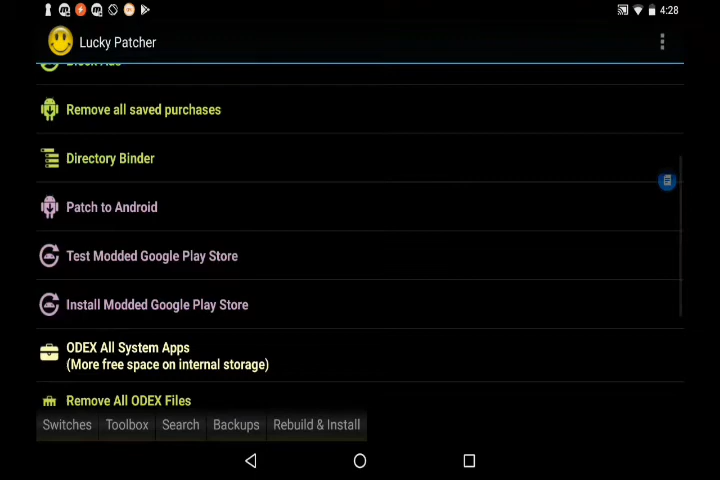 4:28
Lucky Patcher
Block Ads
Remove all saved purchases
Directory Binder
Patch to Android
Test Modded Google Play Store
Install Modded Google Play Store
ODEX All System Apps
(More free space on internal storage)
Remove All ODEX Files
Switches
Toolbox
Search
Backups
Rebuild & Install